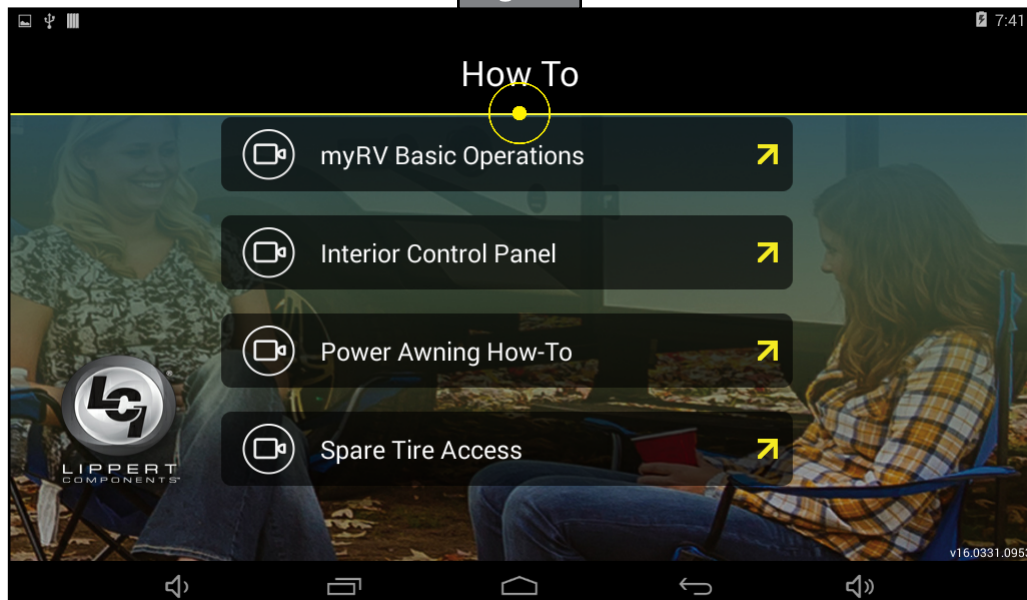 7:41
How To
myRV Basic Operations
Interior Control Panel
Power Awning How-To
Spare Tire Access
LCI
LIPPERT
COMPONENTS
v16.0331.0953